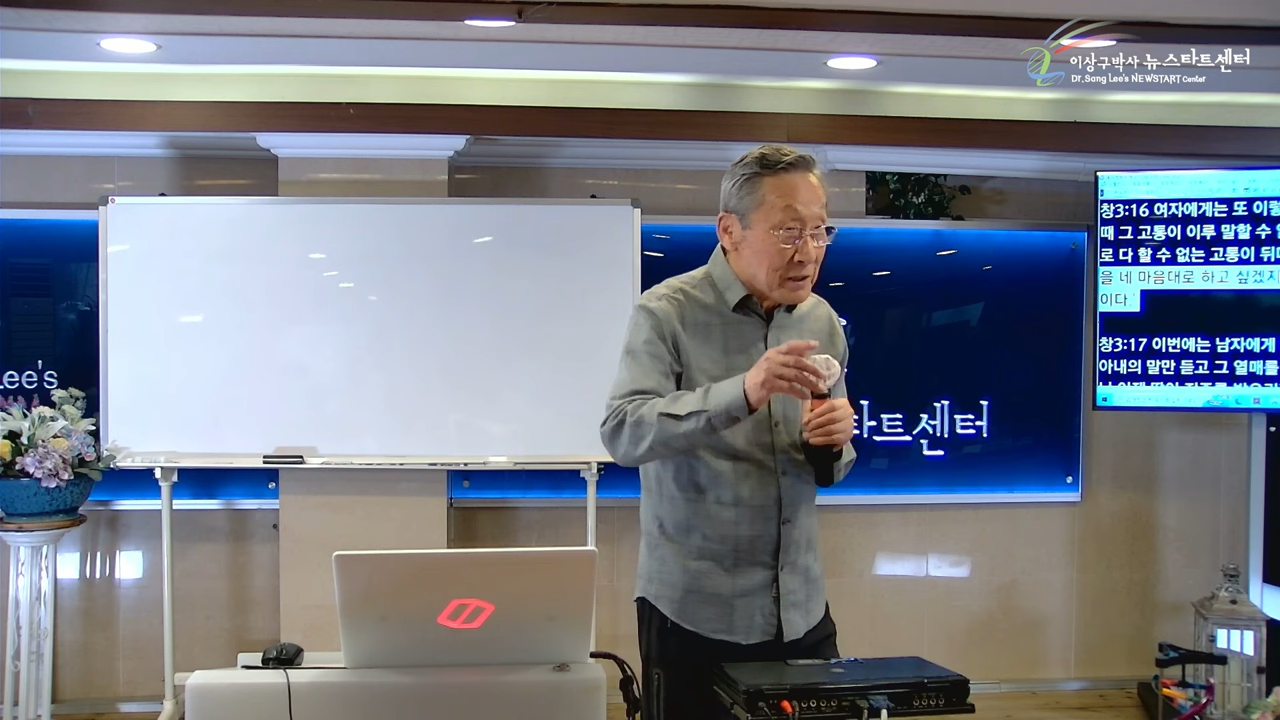 이상구박사 뉴스타트센터
Dr. Sang Lee's NEWSTART Center
창3:16 여자에게는 또 이렇
때 그 고통이 이루 말할 수
로 다 할 수 없는 고통이
을 네 마음대로 하고 싶겠지
이다.'
창3:17 이번에는 남자에게
아내의 말만 듣고 그 열매를
Lee's
타트센터